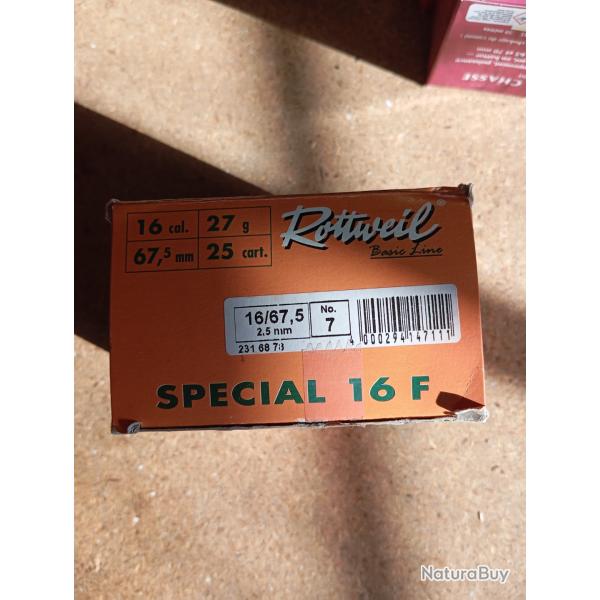 CHASSE
16 cal.
27 g
67,5 mm
25 cart.
Rottweil®
Basic Line
16/67,5
2.5 mm
No.
7
231 68 78
4 000294 147111
SPECIAL 16 F
NaturaBuy